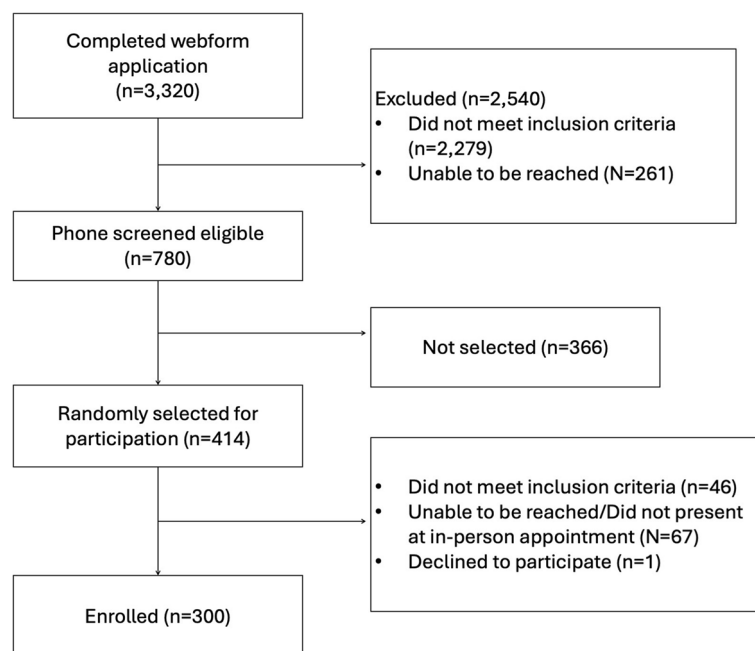 Completed webform
application
(n=3,320)
Excluded (n=2,540)
• Did not meet inclusion criteria
(n=2,279)
• Unable to be reached (N=261)
Phone screened eligible
(n=780)
Not selected (n=366)
Randomly selected for
participation (n=414)
• Did not meet inclusion criteria (n=46)
• Unable to be reached/Did not present
at in-person appointment (N=67)
• Declined to participate (n=1)
Enrolled (n=300)